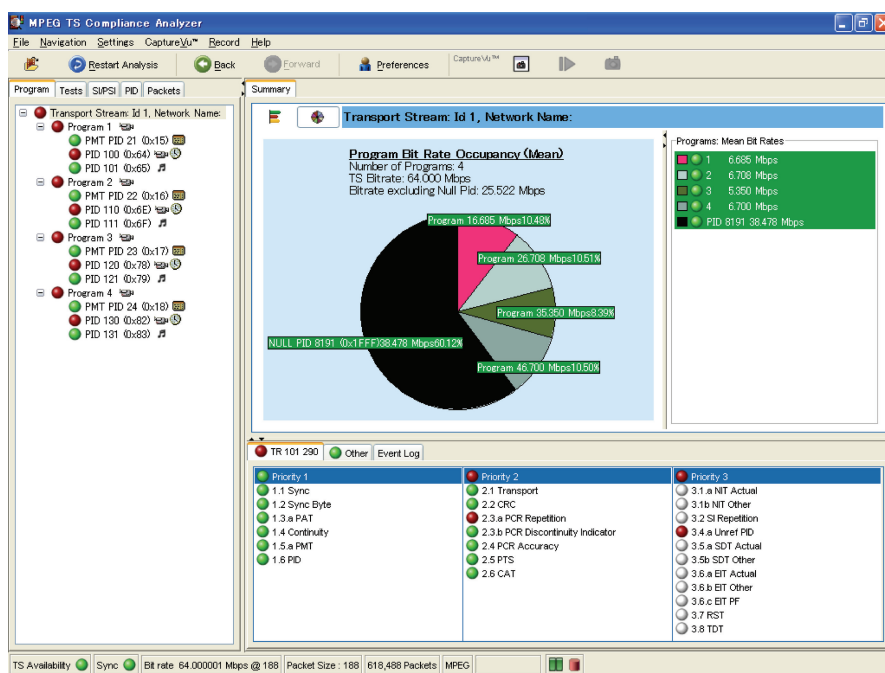 MPEG TS Compliance Analyzer
File Navigation Settings CaptureVu™ Record Help
Restart Analysis Back Forward Preferences CaptureVu™
Program Tests SI/PSI PID Packets
Transport Stream: Id 1, Network Name:
Program 1
PMT PID 21 (0x15)
PID 100 (0x64)
PID 101 (0x65)
Program 2
PMT PID 22 (0x16)
PID 110 (0x6E)
PID 111 (0x6F)
Program 3
PMT PID 23 (0x17)
PID 120 (0x78)
PID 121 (0x79)
Program 4
PMT PID 24 (0x18)
PID 130 (0x82)
PID 131 (0x83)
Summary
Transport Stream: Id 1, Network Name:
Program Bit Rate Occupancy (Mean)
Number of Programs: 4
TS Bitrate: 64.000 Mbps
Bitrate excluding Null Pid: 25.522 Mbps
Program 16.685 Mbps10.48%
Program 26.708 Mbps10.51%
Program 35.350 Mbps8.39%
NULL PID 8191 (0x1FFF)38.478 Mbps60.12%
Program 46.700 Mbps10.50%
Programs: Mean Bit Rates
1 6.685 Mbps
2 6.708 Mbps
3 5.350 Mbps
4 6.700 Mbps
PID 8191 38.478 Mbps
TR 101 290 Other Event Log
Priority 1
1.1 Sync
1.2 Sync Byte
1.3.a PAT
1.4 Continuity
1.5.a PMT
1.6 PID
Priority 2
2.1 Transport
2.2 CRC
2.3.a PCR Repetition
2.3.b PCR Discontinuity Indicator
2.4 PCR Accuracy
2.5 PTS
2.6 CAT
Priority 3
3.1.a NIT Actual
3.1b NIT Other
3.2 SI Repetition
3.4.a Unref PID
3.5.a SDT Actual
3.5b SDT Other
3.6.a EIT Actual
3.6.b EIT Other
3.6.c EIT PF
3.7 RST
3.8 TDT
TS Availability Sync Bit rate 64.000001 Mbps @ 188 Packet Size : 188 618,488 Packets MPEG